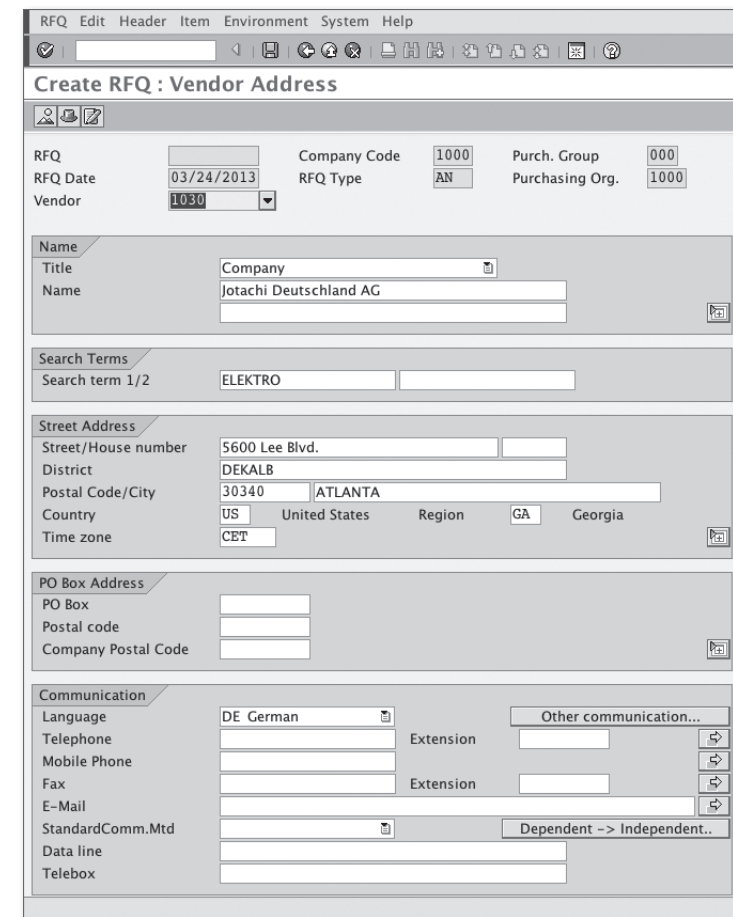 RFQ Edit Header Item Environment System Help
Create RFQ : Vendor Address
RFQ Company Code 1000 Purch. Group 000
RFQ Date 03/24/2013 RFQ Type AN Purchasing Org. 1000
Vendor 1030
Name
Title Company
Name Jotachi Deutschland AG
Search Terms
Search term 1/2 ELEKTRO
Street Address
Street/House number 5600 Lee Blvd.
District DEKALB
Postal Code/City 30340 ATLANTA
Country US United States Region GA Georgia
Time zone CET
PO Box Address
PO Box
Postal code
Company Postal Code
Communication
Language DE German Other communication...
Telephone Extension
Mobile Phone
Fax Extension
E-Mail
StandardComm.Mtd Dependent -> Independent..
Data line
Telebox